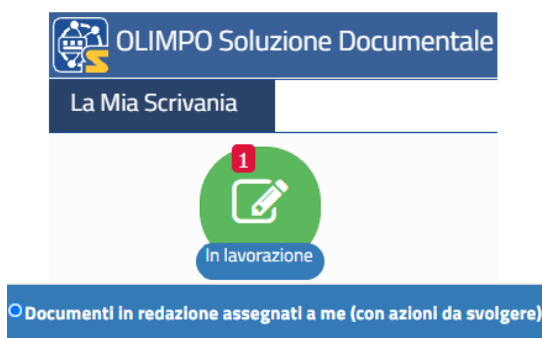 OLIMPO Soluzione Documentale
La Mia Scrivania
1
In lavorazione
Documenti in redazione assegnati a me (con azioni da svolgere)